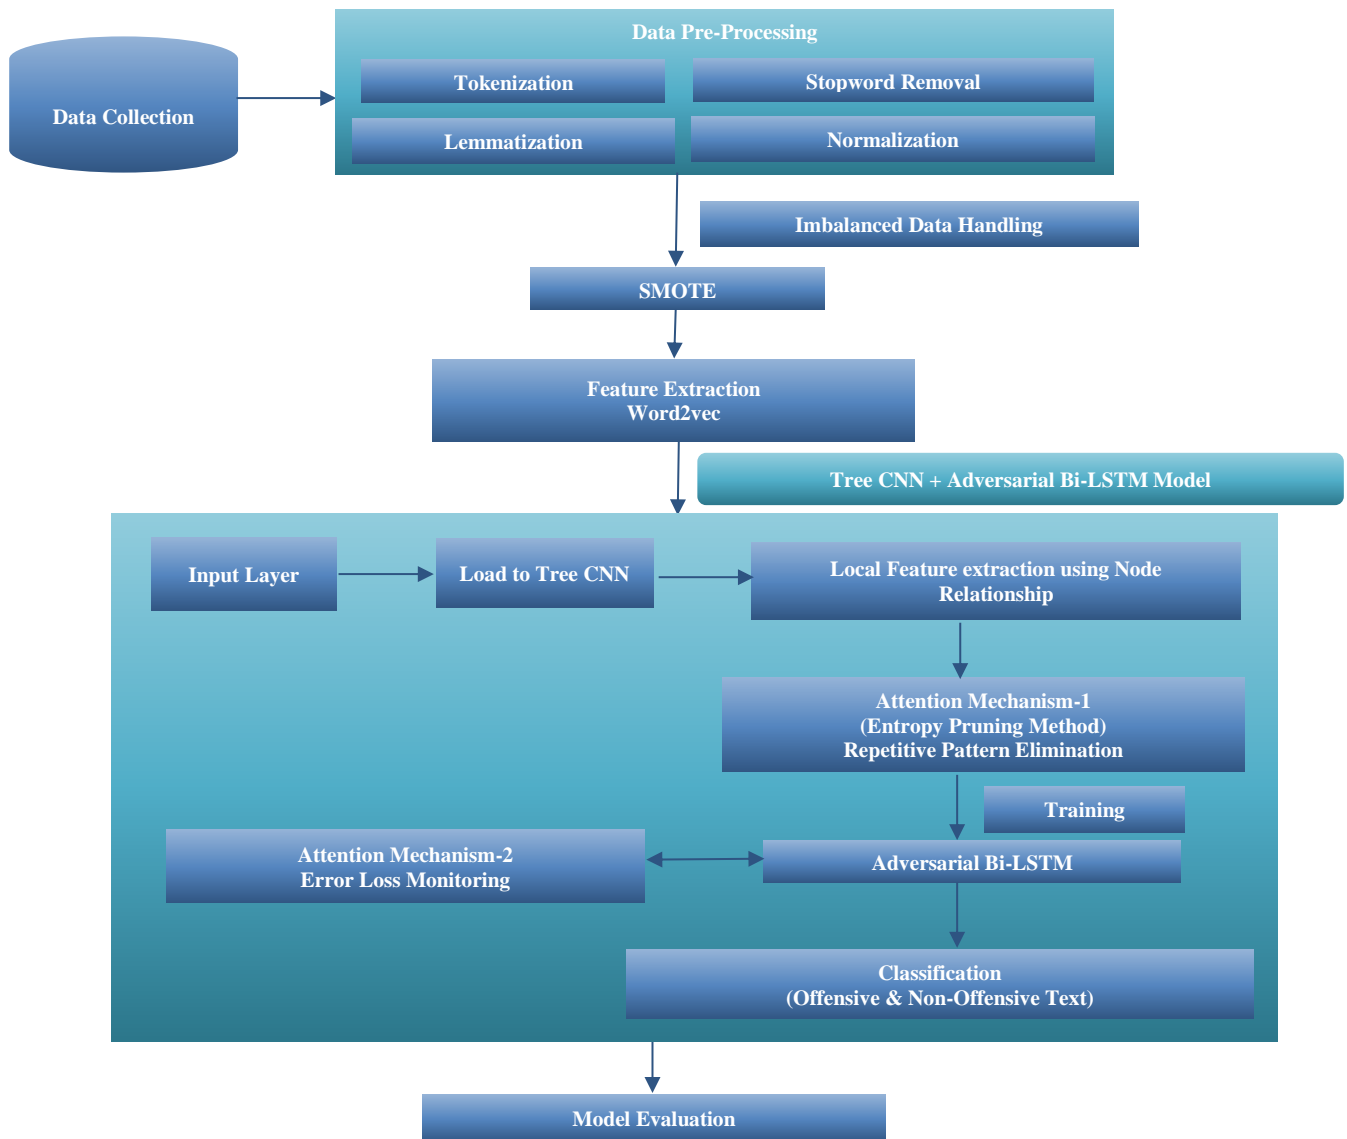 Data Pre-Processing
Data Collection
Tokenization
Stopword Removal
Lemmatization
Normalization
Imbalanced Data Handling
SMOTE
Feature Extraction
Word2vec
Tree CNN + Adversarial Bi-LSTM Model
Input Layer
Load to Tree CNN
Local Feature extraction using Node
Relationship
Attention Mechanism-1
(Entropy Pruning Method)
Repetitive Pattern Elimination
Training
Attention Mechanism-2
Error Loss Monitoring
Adversarial Bi-LSTM
Classification
(Offensive & Non-Offensive Text)
Model Evaluation